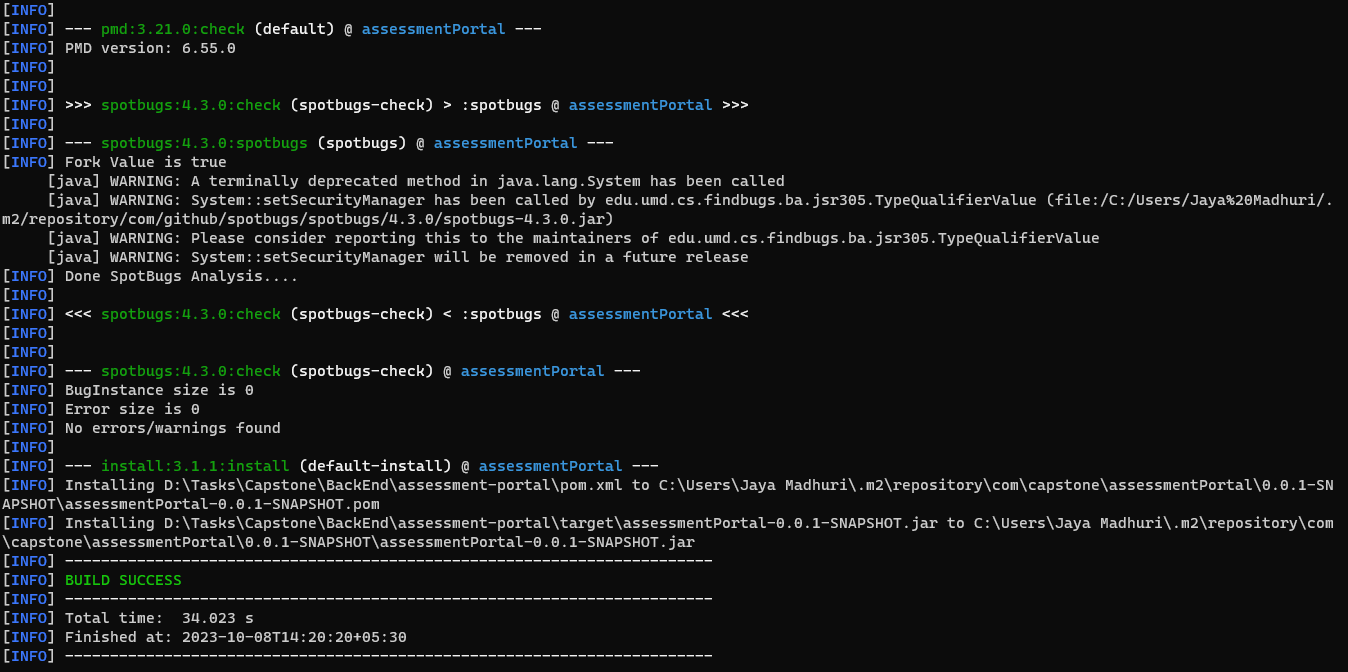 [INFO]
[INFO] --- pmd:3.21.0:check (default) @ assessmentPortal ---
[INFO] PMD version: 6.55.0
[INFO]
[INFO]
[INFO] >>> spotbugs:4.3.0:check (spotbugs-check) > :spotbugs @ assessmentPortal >>>
[INFO]
[INFO] --- spotbugs:4.3.0:spotbugs (spotbugs) @ assessmentPortal ---
[INFO] Fork Value is true
     [java] WARNING: A terminally deprecated method in java.lang.System has been called
     [java] WARNING: System::setSecurityManager has been called by edu.umd.cs.findbugs.ba.jsr305.TypeQualifierValue (file:/C:/Users/Jaya%20Madhuri/.
m2/repository/com/github/spotbugs/spotbugs/4.3.0/spotbugs-4.3.0.jar)
     [java] WARNING: Please consider reporting this to the maintainers of edu.umd.cs.findbugs.ba.jsr305.TypeQualifierValue
     [java] WARNING: System::setSecurityManager will be removed in a future release
[INFO] Done SpotBugs Analysis....
[INFO]
[INFO] <<< spotbugs:4.3.0:check (spotbugs-check) < :spotbugs @ assessmentPortal <<<
[INFO]
[INFO]
[INFO] --- spotbugs:4.3.0:check (spotbugs-check) @ assessmentPortal ---
[INFO] BugInstance size is 0
[INFO] Error size is 0
[INFO] No errors/warnings found
[INFO]
[INFO] --- install:3.1.1:install (default-install) @ assessmentPortal ---
[INFO] Installing D:\Tasks\Capstone\BackEnd\assessment-portal\pom.xml to C:\Users\Jaya Madhuri\.m2\repository\com\capstone\assessmentPortal\0.0.1-SN
APSHOT\assessmentPortal-0.0.1-SNAPSHOT.pom
[INFO] Installing D:\Tasks\Capstone\BackEnd\assessment-portal\target\assessmentPortal-0.0.1-SNAPSHOT.jar to C:\Users\Jaya Madhuri\.m2\repository\com
\capstone\assessmentPortal\0.0.1-SNAPSHOT\assessmentPortal-0.0.1-SNAPSHOT.jar
[INFO] ------------------------------------------------------------------------
[INFO] BUILD SUCCESS
[INFO] ------------------------------------------------------------------------
[INFO] Total time:  34.023 s
[INFO] Finished at: 2023-10-08T14:20:20+05:30
[INFO] ------------------------------------------------------------------------